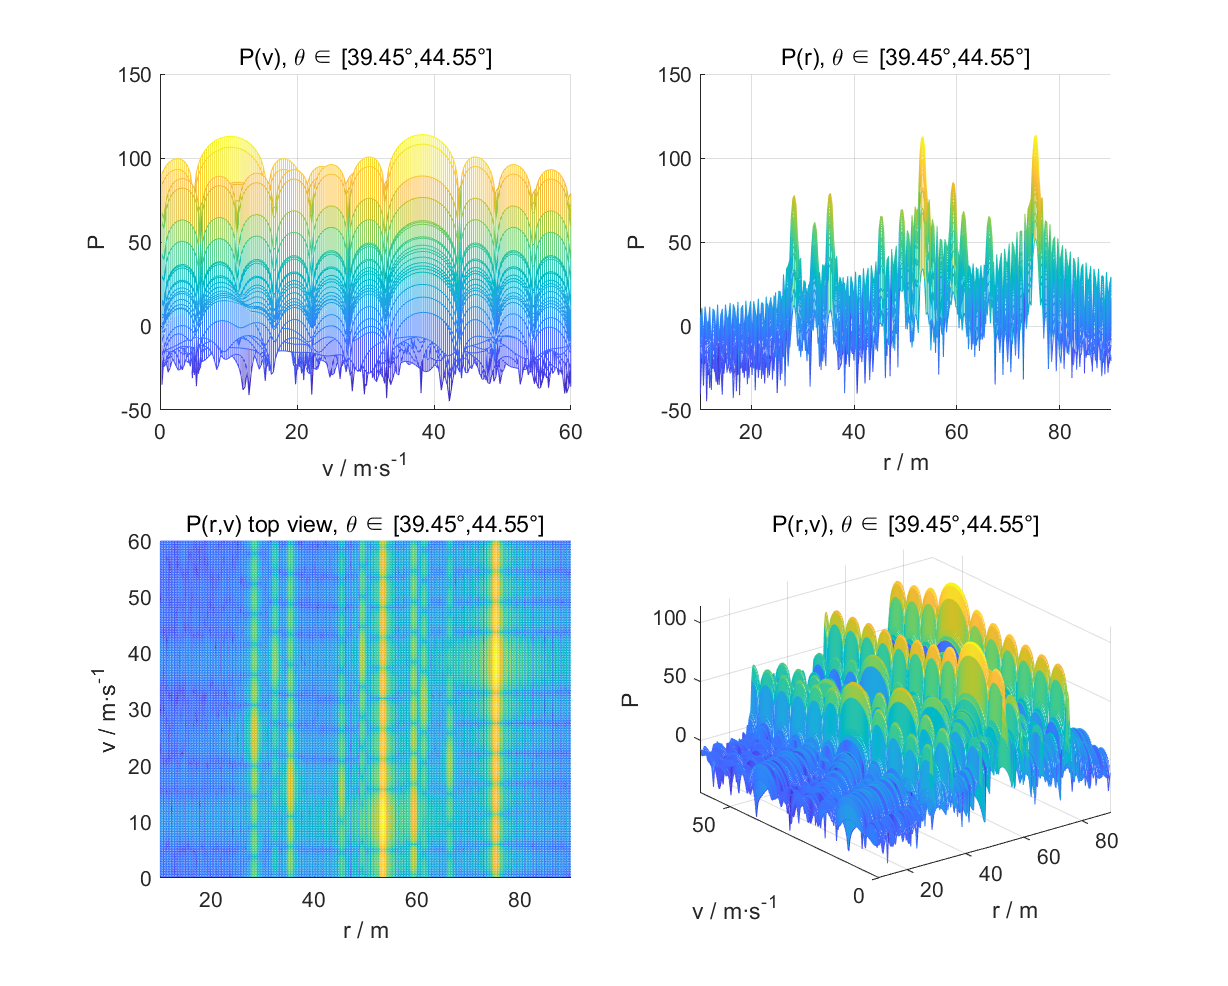 P(v), θ ∈ [39.45°,44.55°]
150
100
50
0
-50
P
0 20 40 60
v / m·s-1
P(r), θ ∈ [39.45°,44.55°]
150
100
50
0
-50
P
20 40 60 80
r / m
P(r,v) top view, θ ∈ [39.45°,44.55°]
60
50
40
30
20
10
0
v / m·s-1
20 40 60 80
r / m
P(r,v), θ ∈ [39.45°,44.55°]
100
50
0
P
50
0
v / m·s-1
20 40 60 80
r / m